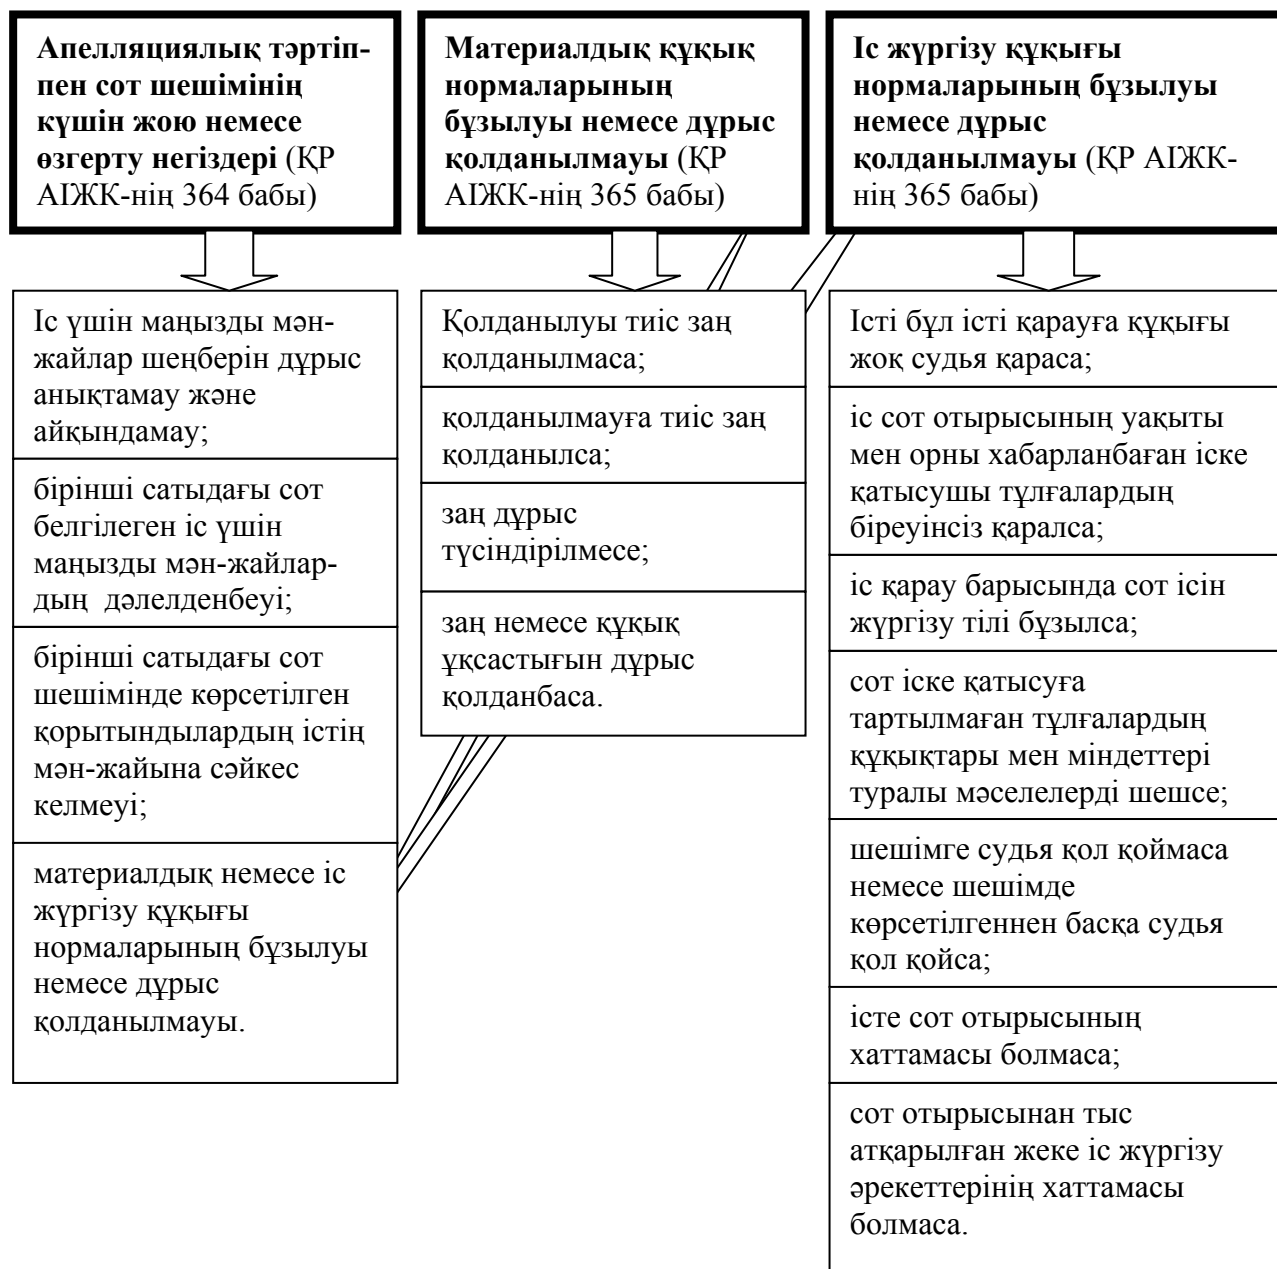 Апелляциялық тәртіп-
пен сот шешімінің
күшін жою немесе
өзгерту негіздері (ҚР
АІЖК-нің 364 бабы)
Іс үшін маңызды мән-
жайлар шеңберін дұрыс
анықтамау және
айқындамау;
бірінші сатыдағы сот
белгілеген іс үшін
маңызды мән-жайлар-
дың дәлелденбеуі;
бірінші сатыдағы сот
шешімінде көрсетілген
қорытындылардың істің
мән-жайына сәйкес
келмеуі;
материалдық немесе іс
жүргізу құқығы
нормаларының бұзылуы
немесе дұрыс
қолданылмауы.
Материалдық құқық
нормаларының
бұзылуы немесе дұрыс
қолданылмауы (ҚР
АІЖК-нің 365 бабы)
Қолданылуы тиіс заң
қолданылмаса;
қолданылмауға тиіс заң
қолданылса;
заң дұрыс
түсіндірілмесе;
заң немесе құқық
ұқсастығын дұрыс
қолданбаса.
Іс жүргізу құқығы
нормаларының бұзылуы
немесе дұрыс
қолданылмауы (ҚР АІЖК-
нің 365 бабы)
Істі бұл істі қарауға құқығы
жоқ судья қараса;
іс сот отырысының уақыты
мен орны хабарланбаған іске
қатысушы тұлғалардың
біреуінсіз қаралса;
іс қарау барысында сот ісін
жүргізу тілі бұзылса;
сот іске қатысуға
тартылмаған тұлғалардың
құқықтары мен міндеттері
туралы мәселелерді шешсе;
шешімге судья қол қоймаса
немесе шешімде
көрсетілгеннен басқа судья
қол қойса;
істе сот отырысының
хаттамасы болмаса;
сот отырысынан тыс
атқарылған жеке іс жүргізу
әрекеттерінің хаттамасы
болмаса.